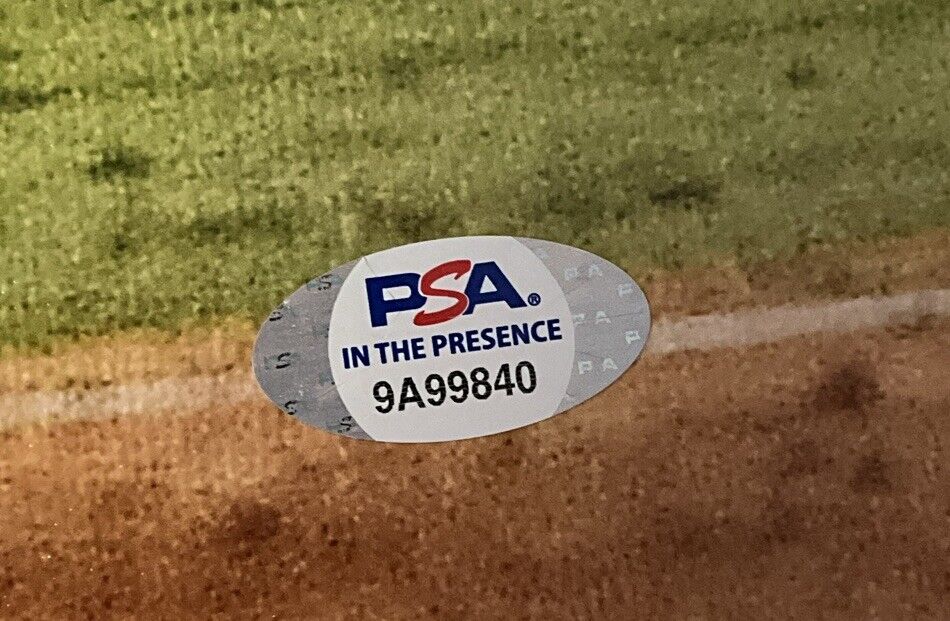 PSA®
IN THE PRESENCE
9A99840